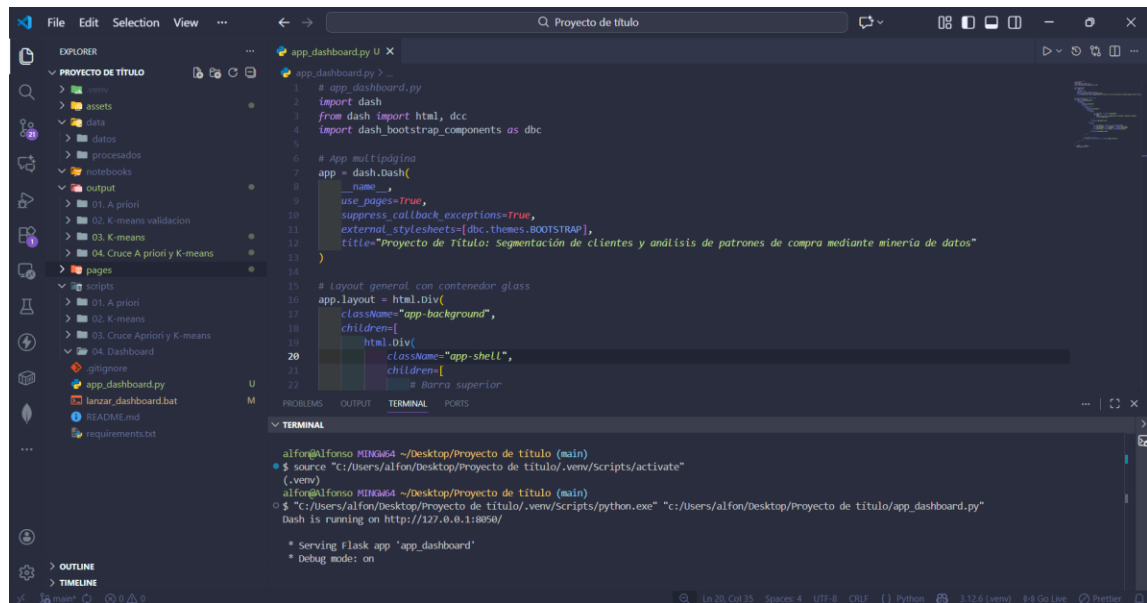 File Edit Selection View ...
Proyecto de título
EXPLORER
PROYECTO DE TÍTULO
.venv
assets
data
datos
procesados
notebooks
output
01. A priori
02. K-means validacion
03. K-means
04. Cruce A priori y K-means
pages
scripts
01. A priori
02. K-means
03. Cruce Apriori y K-means
04. Dashboard
.gitignore
app_dashboard.py U
lanzar_dashboard.bat M
README.md
requirements.txt
OUTLINE
TIMELINE
21
1
app_dashboard.py U
app_dashboard.py > ...
1 # app_dashboard.py
2 import dash
3 from dash import html, dcc
4 import dash_bootstrap_components as dbc
5
6 # App multipágina
7 app = dash.Dash(
8 __name__,
9 use_pages=True,
10 suppress_callback_exceptions=True,
11 external_stylesheets=[dbc.themes.BOOTSTRAP],
12 title="Proyecto de Título: Segmentación de clientes y análisis de patrones de compra mediante minería de datos"
13 )
14
15 # Layout general con contenedor glass
16 app.layout = html.Div(
17 className="app-background",
18 children=[
19 html.Div(
20 className="app-shell",
21 children=[
22 # Barra superior
PROBLEMS OUTPUT TERMINAL PORTS
TERMINAL
alfon@Alfonso MINGW64 ~/Desktop/Proyecto de título (main)
$ source "C:/Users/alfon/Desktop/Proyecto de título/.venv/Scripts/activate"
(.venv)
alfon@Alfonso MINGW64 ~/Desktop/Proyecto de título (main)
$ "C:/Users/alfon/Desktop/Proyecto de título/.venv/Scripts/python.exe" "c:/Users/alfon/Desktop/Proyecto de título/app_dashboard.py"
Dash is running on http://127.0.0.1:8050/
* Serving Flask app 'app_dashboard'
* Debug mode: on
main* 0 0 Ln 20, Col 35 Spaces: 4 UTF-8 CRLF { } Python 3.12.6 (.venv) Go Live Prettier